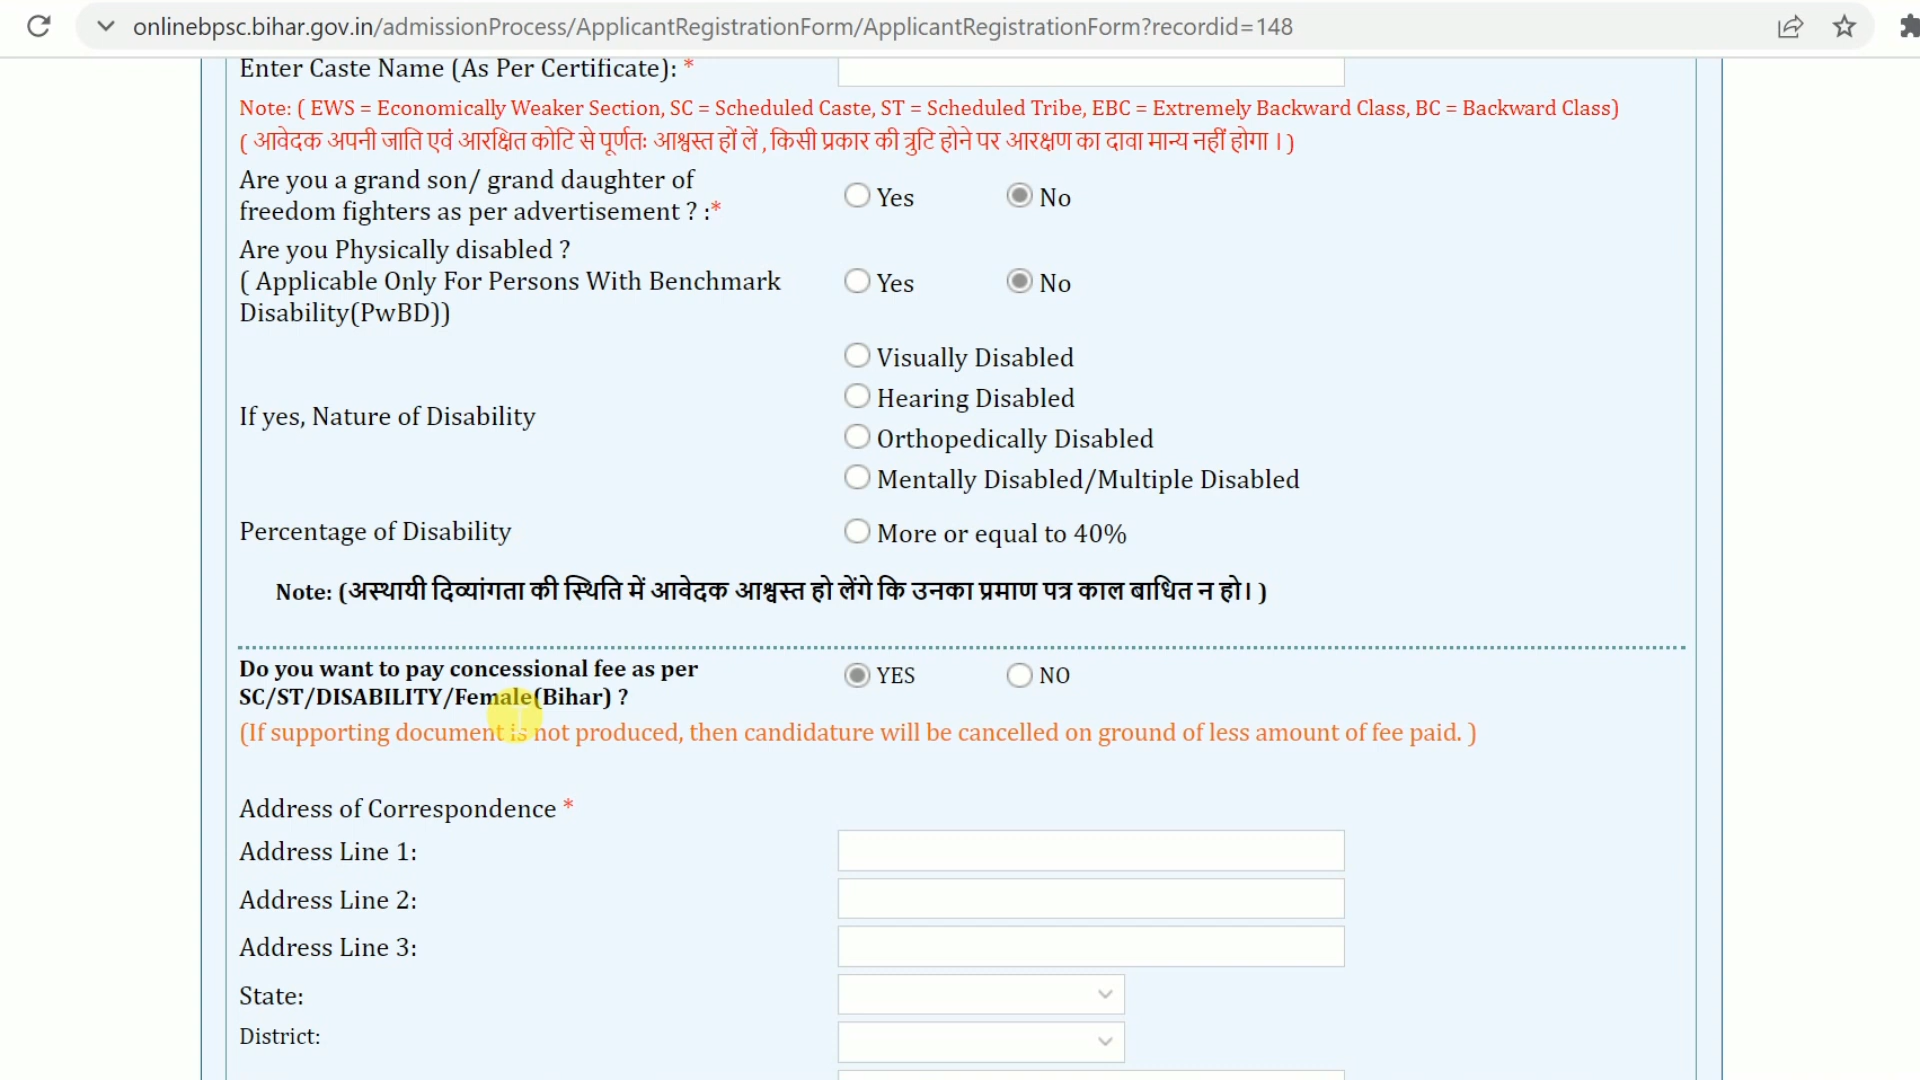 onlinebpsc.bihar.gov.in/admissionProcess/ApplicantRegistrationForm/ApplicantRegistrationForm?recordid=148
Enter Caste Name (As Per Certificate): *
Note: ( EWS = Economically Weaker Section, SC = Scheduled Caste, ST = Scheduled Tribe, EBC = Extremely Backward Class, BC = Backward Class)
( आवेदक अपनी जाति एवं आरक्षित कोटि से पूर्णतः आश्वस्त हों लें , किसी प्रकार की त्रुटि होने पर आरक्षण का दावा मान्य नहीं होगा । )
Are you a grand son/ grand daughter of
freedom fighters as per advertisement ? :*
Yes No
Are you Physically disabled ?
( Applicable Only For Persons With Benchmark
Disability(PwBD))
Yes No
If yes, Nature of Disability
Visually Disabled
Hearing Disabled
Orthopedically Disabled
Mentally Disabled/Multiple Disabled
Percentage of Disability More or equal to 40%
Note: (अस्थायी दिव्यांगता की स्थिति में आवेदक आश्वस्त हो लेंगे कि उनका प्रमाण पत्र काल बाधित न हो। )
Do you want to pay concessional fee as per
SC/ST/DISABILITY/Female(Bihar) ?
YES NO
(If supporting document is not produced, then candidature will be cancelled on ground of less amount of fee paid. )
Address of Correspondence *
Address Line 1:
Address Line 2:
Address Line 3:
State:
District: